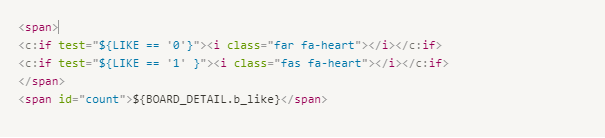 <span>
<c:if test="${LIKE == '0'}"><i class="far fa-heart"></i></c:if>
<c:if test="${LIKE == '1' }"><i class="fas fa-heart"></i></c:if>
</span>
<span id="count">${BOARD_DETAIL.b_like}</span>